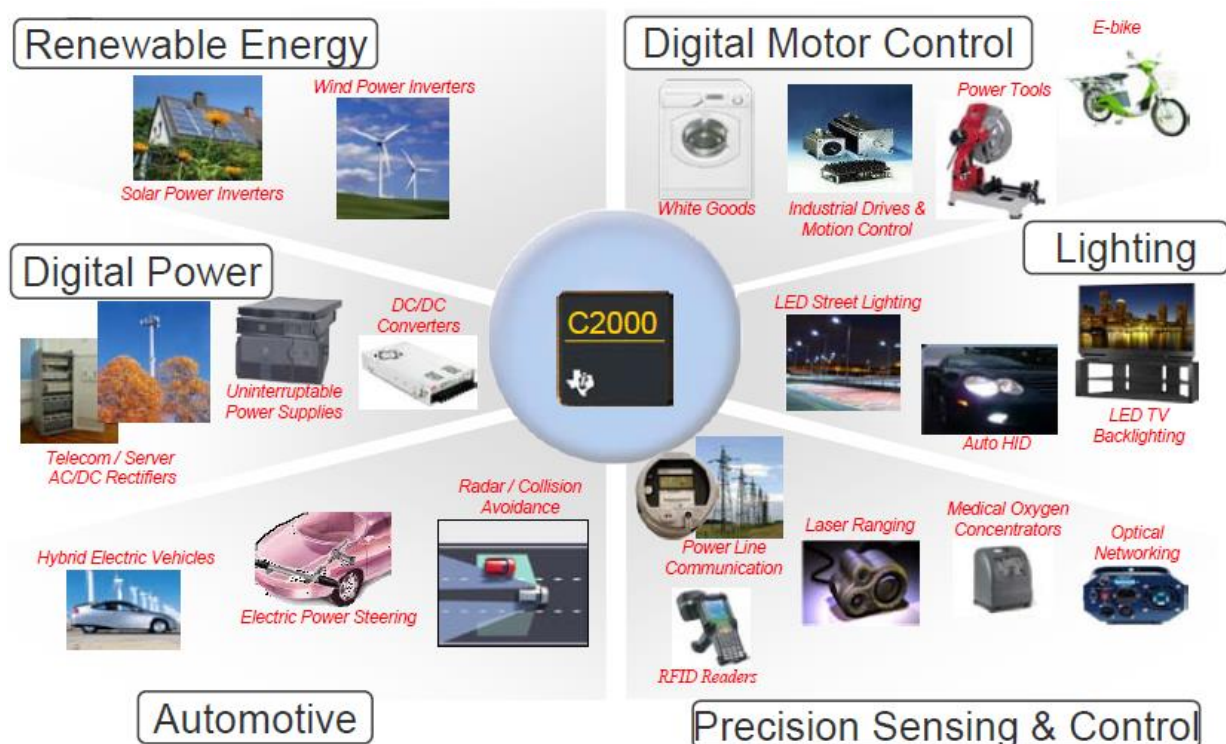 Renewable Energy
Wind Power Inverters
Solar Power Inverters
Digital Motor Control
E-bike
Power Tools
White Goods
Industrial Drives &
Motion Control
Digital Power
DC/DC
Converters
Uninterruptable
Power Supplies
Telecom / Server
AC/DC Rectifiers
C2000
Lighting
LED Street Lighting
Auto HID
LED TV
Backlighting
Radar / Collision
Avoidance
Hybrid Electric Vehicles
Electric Power Steering
Automotive
Power Line
Communication
Laser Ranging
Medical Oxygen
Concentrators
Optical
Networking
RFID Readers
Precision Sensing & Control